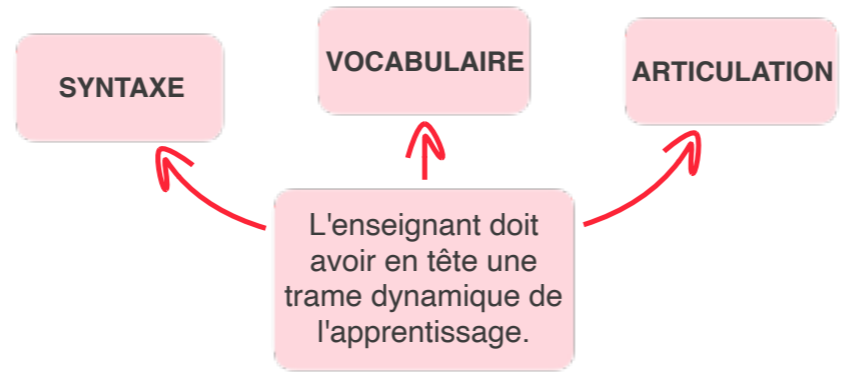 SYNTAXE
VOCABULAIRE
ARTICULATION
L'enseignant doit
avoir en tête une
trame dynamique de
l'apprentissage.